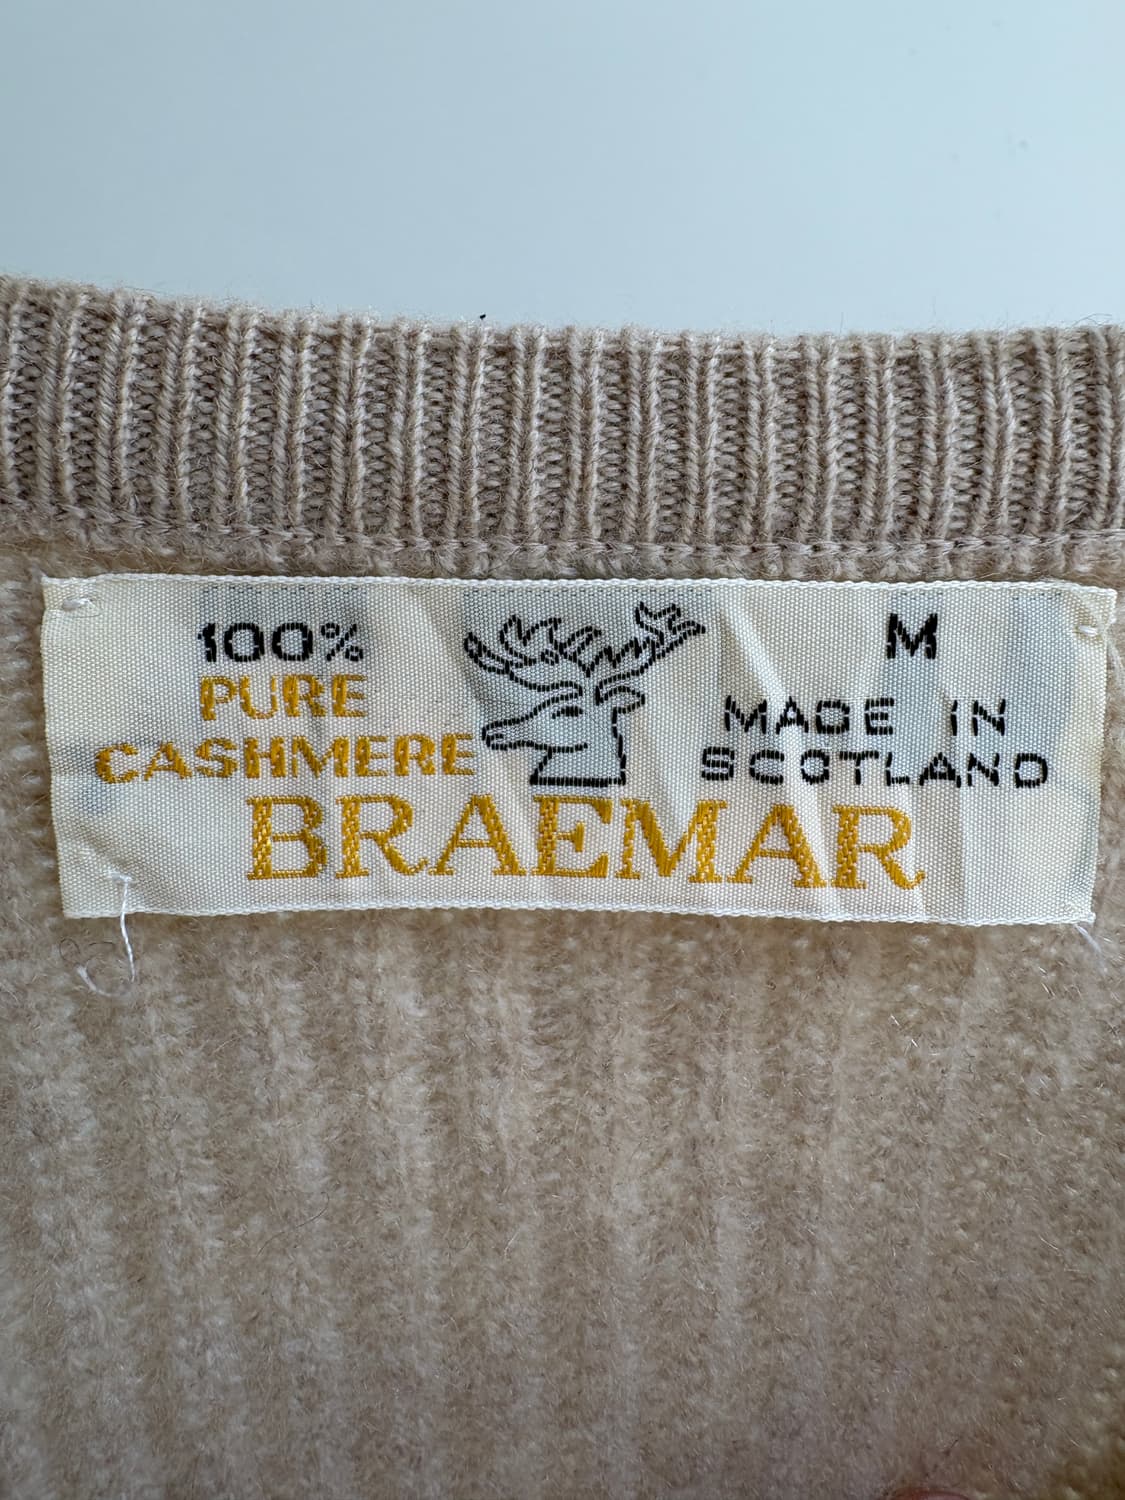 100%
PURE
CASHMERE
M
MADE IN
SCOTLAND
BRAEMAR